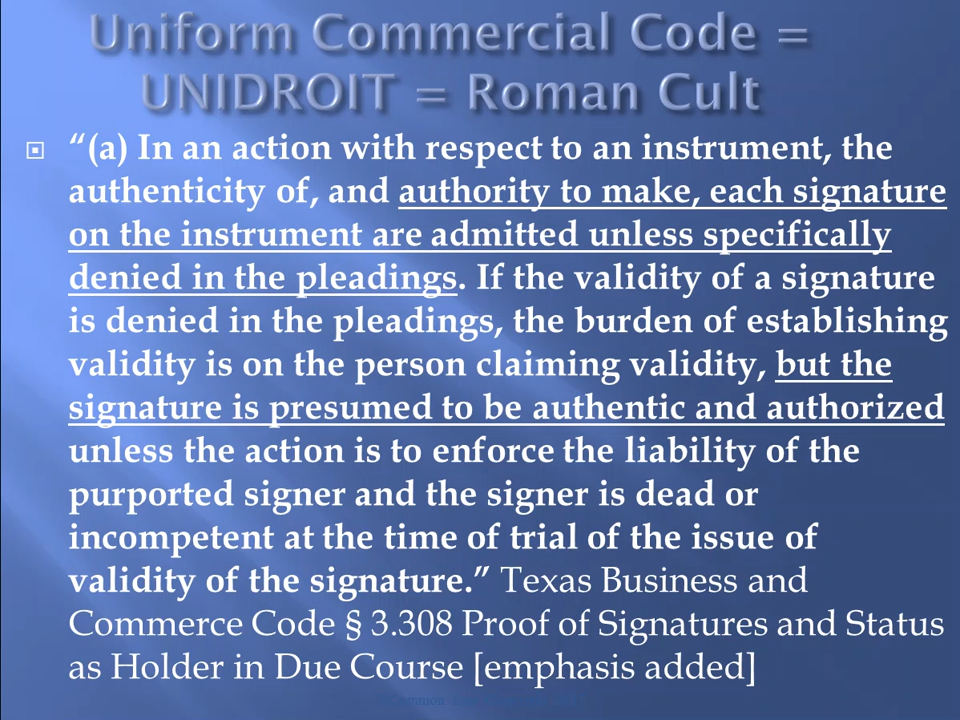 Uniform Commercial Code =
UNIDROIT = Roman Cult
“(a) In an action with respect to an instrument, the
authenticity of, and authority to make, each signature
on the instrument are admitted unless specifically
denied in the pleadings. If the validity of a signature
is denied in the pleadings, the burden of establishing
validity is on the person claiming validity, but the
signature is presumed to be authentic and authorized
unless the action is to enforce the liability of the
purported signer and the signer is dead or
incompetent at the time of trial of the issue of
validity of the signature.” Texas Business and
Commerce Code § 3.308 Proof of Signatures and Status
as Holder in Due Course [emphasis added]